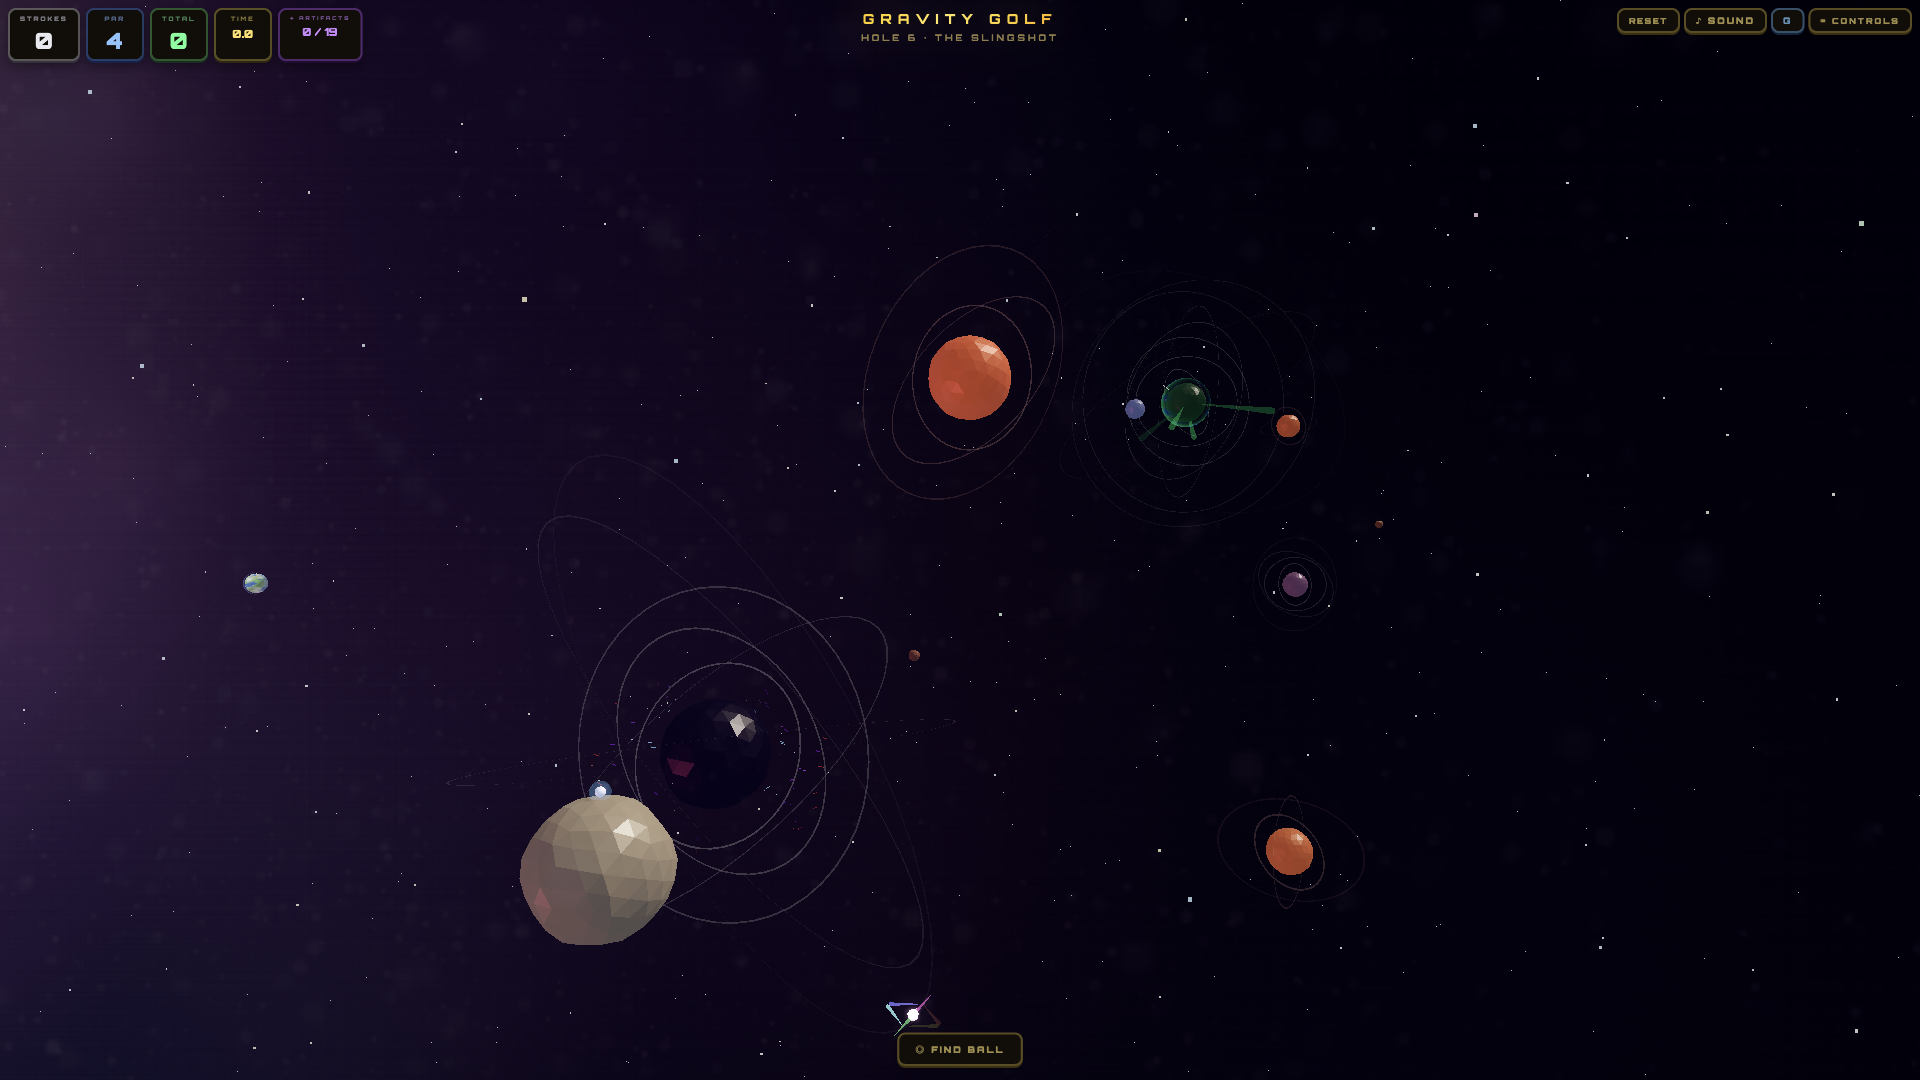 STROKES
0
PAR
4
TOTAL
0
TIME
0.0
✦ ARTIFACTS
0 / 19
GRAVITY GOLF
HOLE 6 · THE SLINGSHOT
RESET
♪ SOUND
G
CONTROLS
FIND BALL